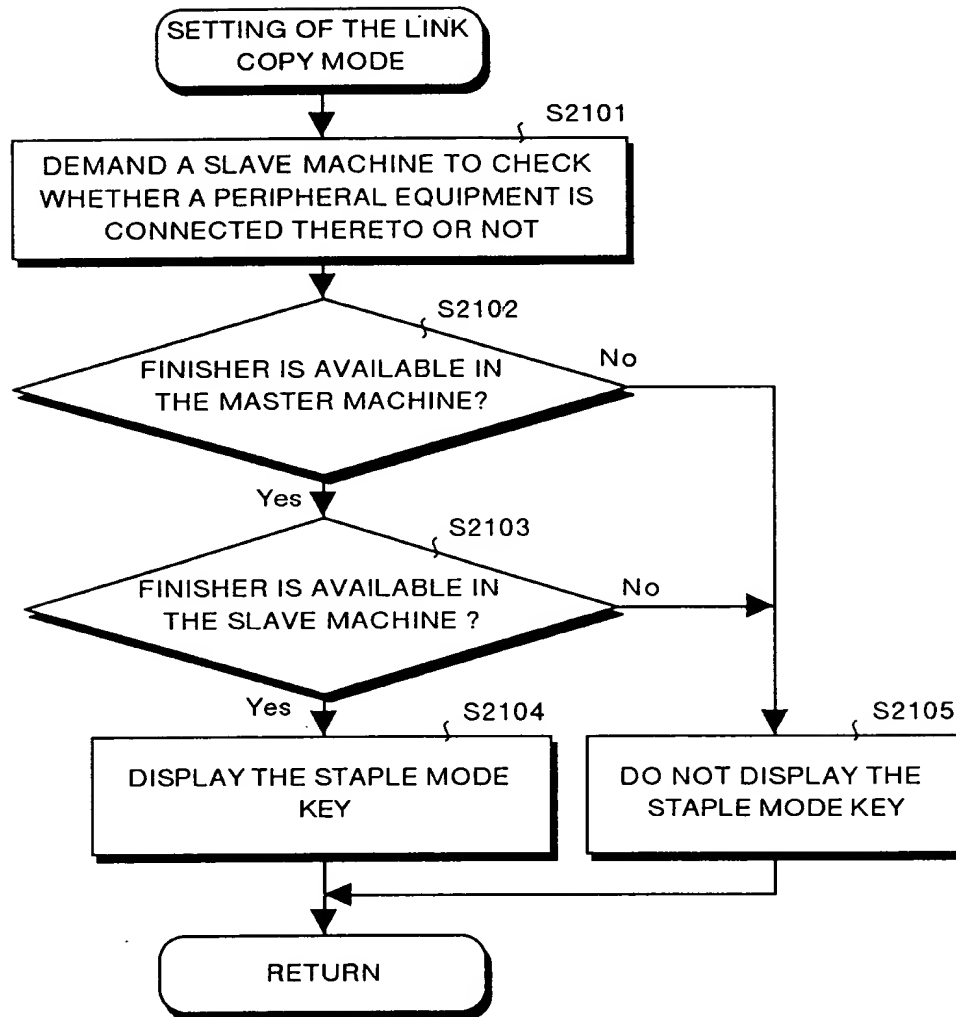 SETTING OF THE LINK
COPY MODE
S2101
DEMAND A SLAVE MACHINE TO CHECK
WHETHER A PERIPHERAL EQUIPMENT IS
CONNECTED THERETO OR NOT
S2102
FINISHER IS AVAILABLE IN
THE MASTER MACHINE?
No
Yes
S2103
FINISHER IS AVAILABLE IN
THE SLAVE MACHINE ?
No
Yes
S2104
DISPLAY THE STAPLE MODE
KEY
S2105
DO NOT DISPLAY THE
STAPLE MODE KEY
RETURN